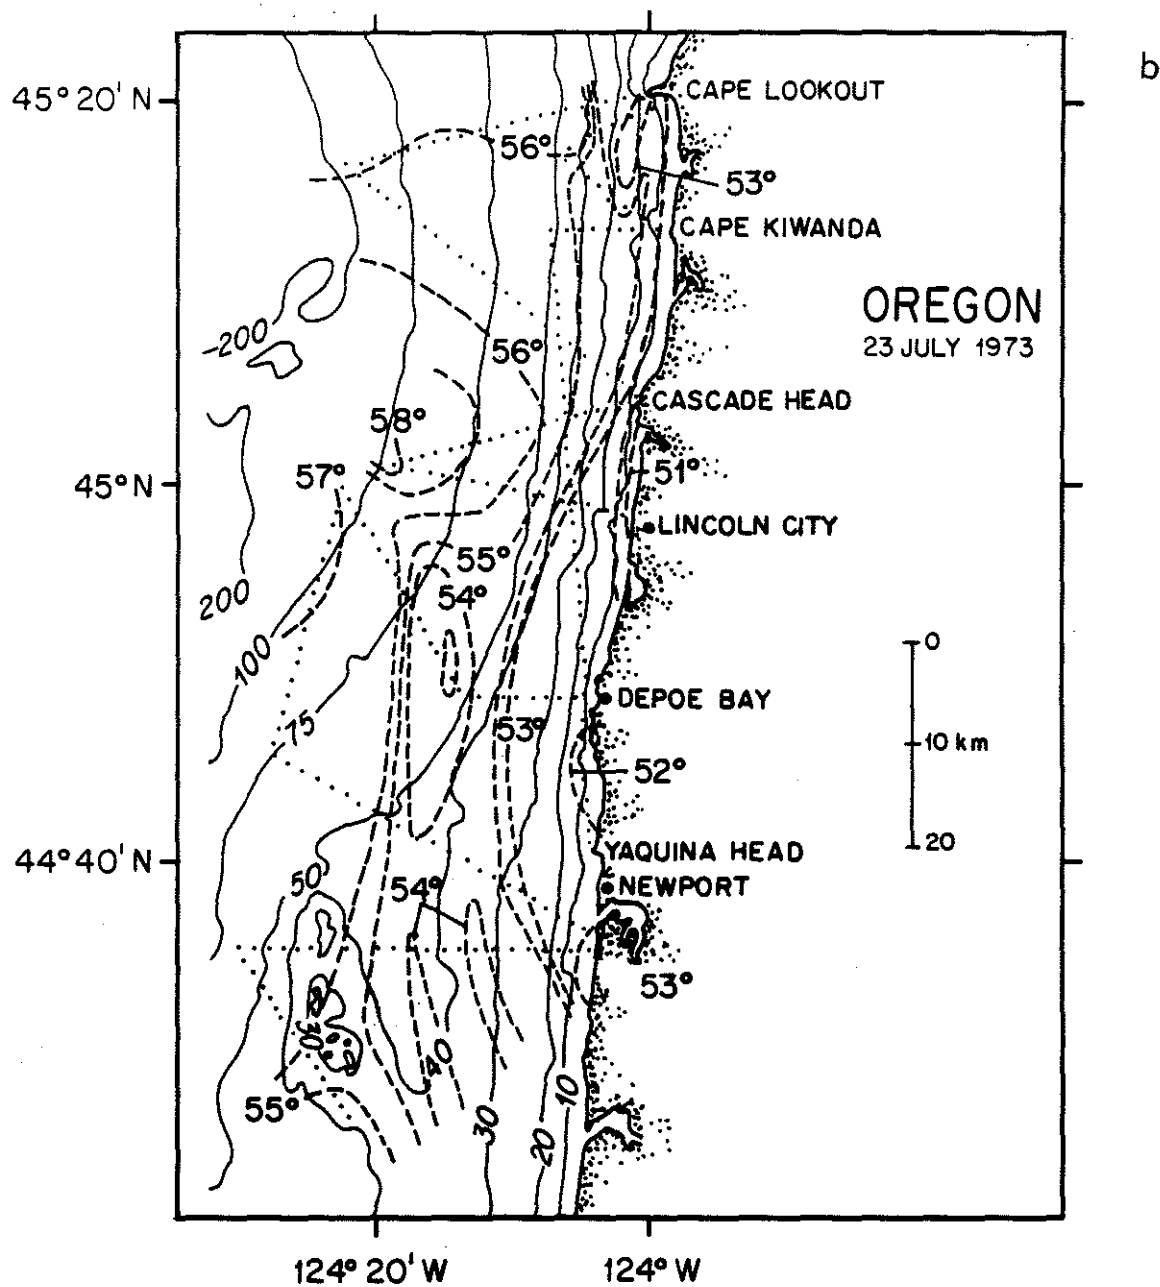 b
45°20'N
CAPE LOOKOUT
56°
53°
CAPE KIWANDA
OREGON
23 JULY 1973
200
56°
CASCADE HEAD
58°
57°
45°N
51°
LINCOLN CITY
55°
54°
200
100
0
DEPOE BAY
75
53°
10 km
52°
20
44°40'N
YAQUINA HEAD
50
54°
NEWPORT
53°
30
40
55°
10
30
20
124°20'W
124°W